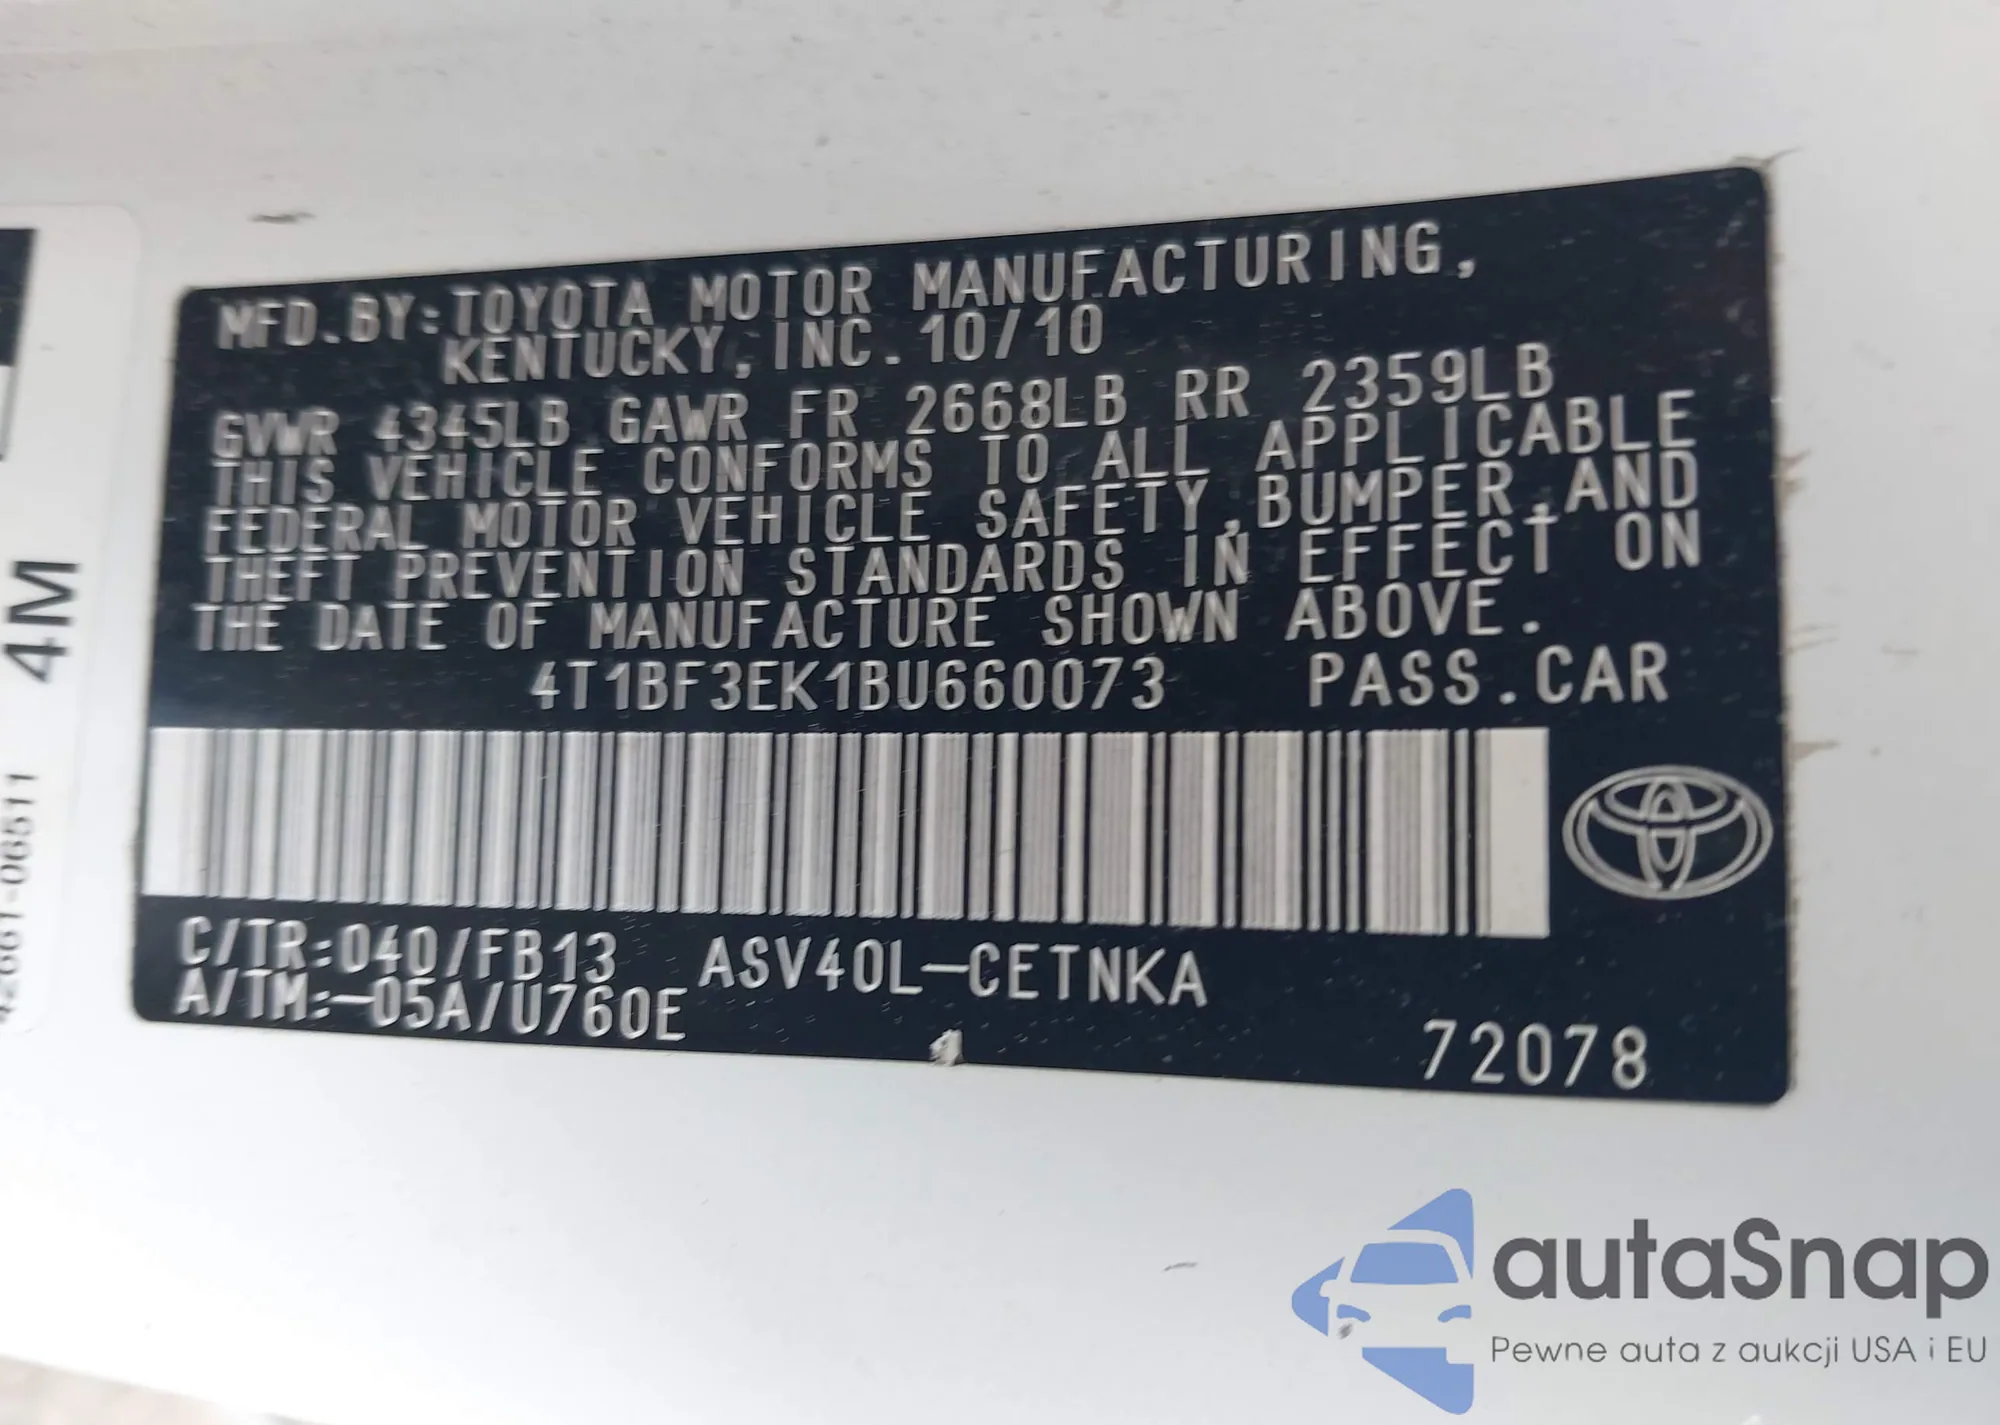 MFD.BY:TOYOTA MOTOR MANUFACTURING,
KENTUCKY, INC. 10/10
GVWR 4345LB GAWR FR 2668LB RR 2359LB
THIS VEHICLE CONFORMS TO ALL APPLICABLE
FEDERAL MOTOR VEHICLE SAFETY,BUMPER,AND
THEFT PREVENTION STANDARDS IN EFFECT ON
THE DATE OF MANUFACTURE SHOWN ABOVE.
4T1BF3EK1BU660073 PASS.CAR
C/TR:040/FB13 ASV40L-CETNKA
A/TM:-05A/U760E
72078
4M
42661-06511
autaSnap
Pewne auta z aukcji USA i EU